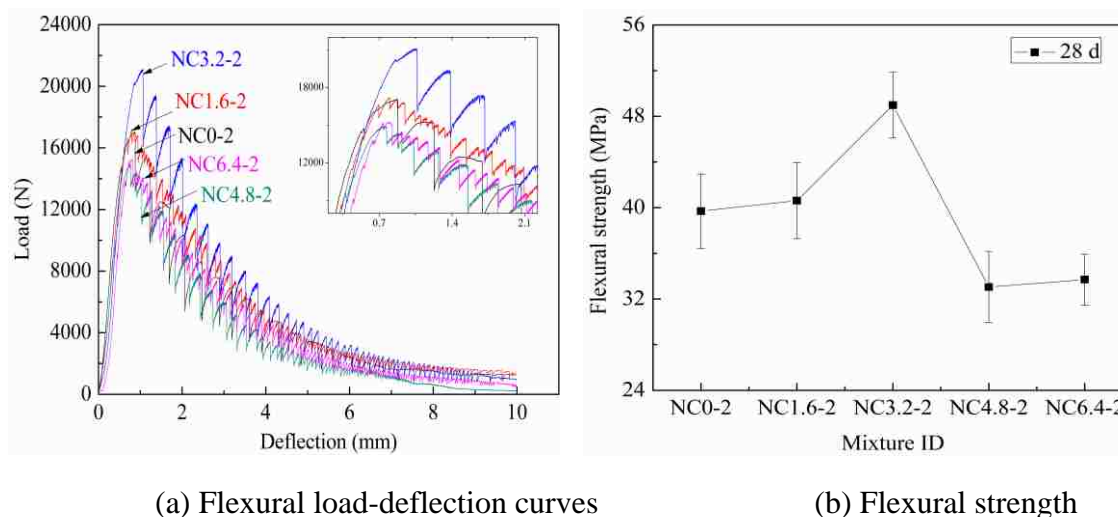 24000
20000
16000
12000
8000
4000
0
Load (N)
0
2
4
6
8
10
Deflection (mm)
NC3.2-2
NC1.6-2
NC0-2
NC6.4-2
NC4.8-2
18000
12000
0.7
1.4
2.1
56
48
40
32
24
Flexural strength (MPa)
28 d
NC0-2
NC1.6-2
NC3.2-2
NC4.8-2
NC6.4-2
Mixture ID
(a) Flexural load-deflection curves
(b) Flexural strength